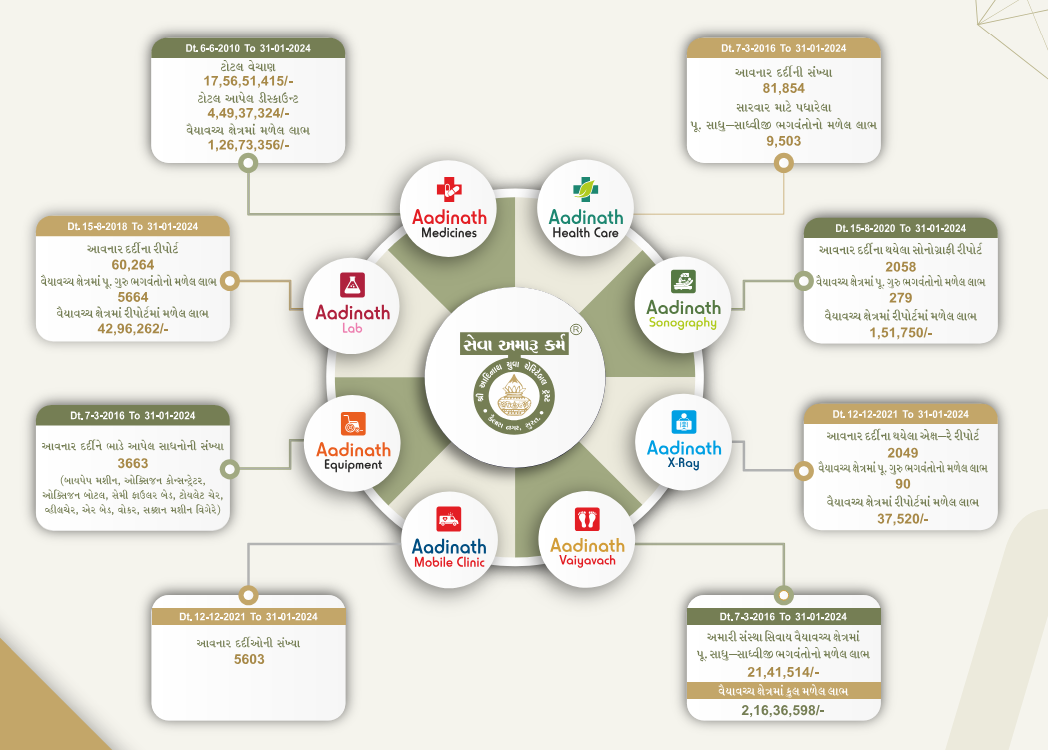 Dt. 6-6-2010 To 31-01-2024
ટોટલ વેચાણ
17,56,51,415/-
ટોટલ આપેલ ડીસ્કાઉન્ટ
4,49,37,324/-
વૈયાવચ્ચ ક્ષેત્રમાં મળેલ લાભ
1,26,73,356/-
Dt. 7-3-2016 To 31-01-2024
આવનાર દર્દીની સંખ્યા
81,854
સારવાર માટે પધારેલા
પૂ. સાધુ–સાધ્વીજી ભગવંતોનો મળેલ લાભ
9,503
Aadinath
Medicines
Aadinath
Health Care
Dt. 15-8-2018 To 31-01-2024
આવનાર દર્દીના રીપોર્ટ
60,264
વૈયાવચ્ચ ક્ષેત્રમાં પૂ. ગુરુ ભગવંતોનો મળેલ લાભ
5664
વૈયાવચ્ચ ક્ષેત્રમાં રીપોર્ટમાં મળેલ લાભ
42,96,262/-
Aadinath
Lab
Aadinath
Sonography
Dt. 15-8-2020 To 31-01-2024
આવનાર દર્દીના થયેલા સોનોગ્રાફી રીપોર્ટ
2058
વૈયાવચ્ચ ક્ષેત્રમાં પૂ. ગુરુ ભગવંતોનો મળેલ લાભ
279
વૈયાવચ્ચ ક્ષેત્રમાં રીપોર્ટમાં મળેલ લાભ
1,51,750/-
સેવા અમારૂ કર્મ ®
શ્રી આદિનાથ યુવા ચેરિટેબલ ટ્રસ્ટ
કૈલાશ નગર, સુરત.
Dt. 7-3-2016 To 31-01-2024
આવનાર દર્દીને ભાડે આપેલ સાધનોની સંખ્યા
3663
(બાયપેપ મશીન, ઓક્સિજન કોન્સન્ટ્રેટર,
ઓક્સિજન બોટલ, સેમી ફાઉલર બેડ, ટોયલેટ ચેર,
વ્હીલચેર, એર બેડ, વોકર, સક્શન મશીન વિગેરે)
Aadinath
Equipment
Aadinath
X-Ray
Dt. 12-12-2021 To 31-01-2024
આવનાર દર્દીના થયેલા એક્ષ–રે રીપોર્ટ
2049
વૈયાવચ્ચ ક્ષેત્રમાં પૂ. ગુરુ ભગવંતોનો મળેલ લાભ
90
વૈયાવચ્ચ ક્ષેત્રમાં રીપોર્ટમાં મળેલ લાભ
37,520/-
Aadinath
Mobile Clinic
Aadinath
Vaiyavach
Dt. 12-12-2021 To 31-01-2024
આવનાર દર્દીઓની સંખ્યા
5603
Dt. 7-3-2016 To 31-01-2024
અમારી સંસ્થા સિવાય વૈયાવચ્ચ ક્ષેત્રમાં
પૂ. સાધુ–સાધ્વીજી ભગવંતોનો મળેલ લાભ
21,41,514/-
વૈયાવચ્ચ ક્ષેત્રમાં કુલ મળેલ લાભ
2,16,36,598/-